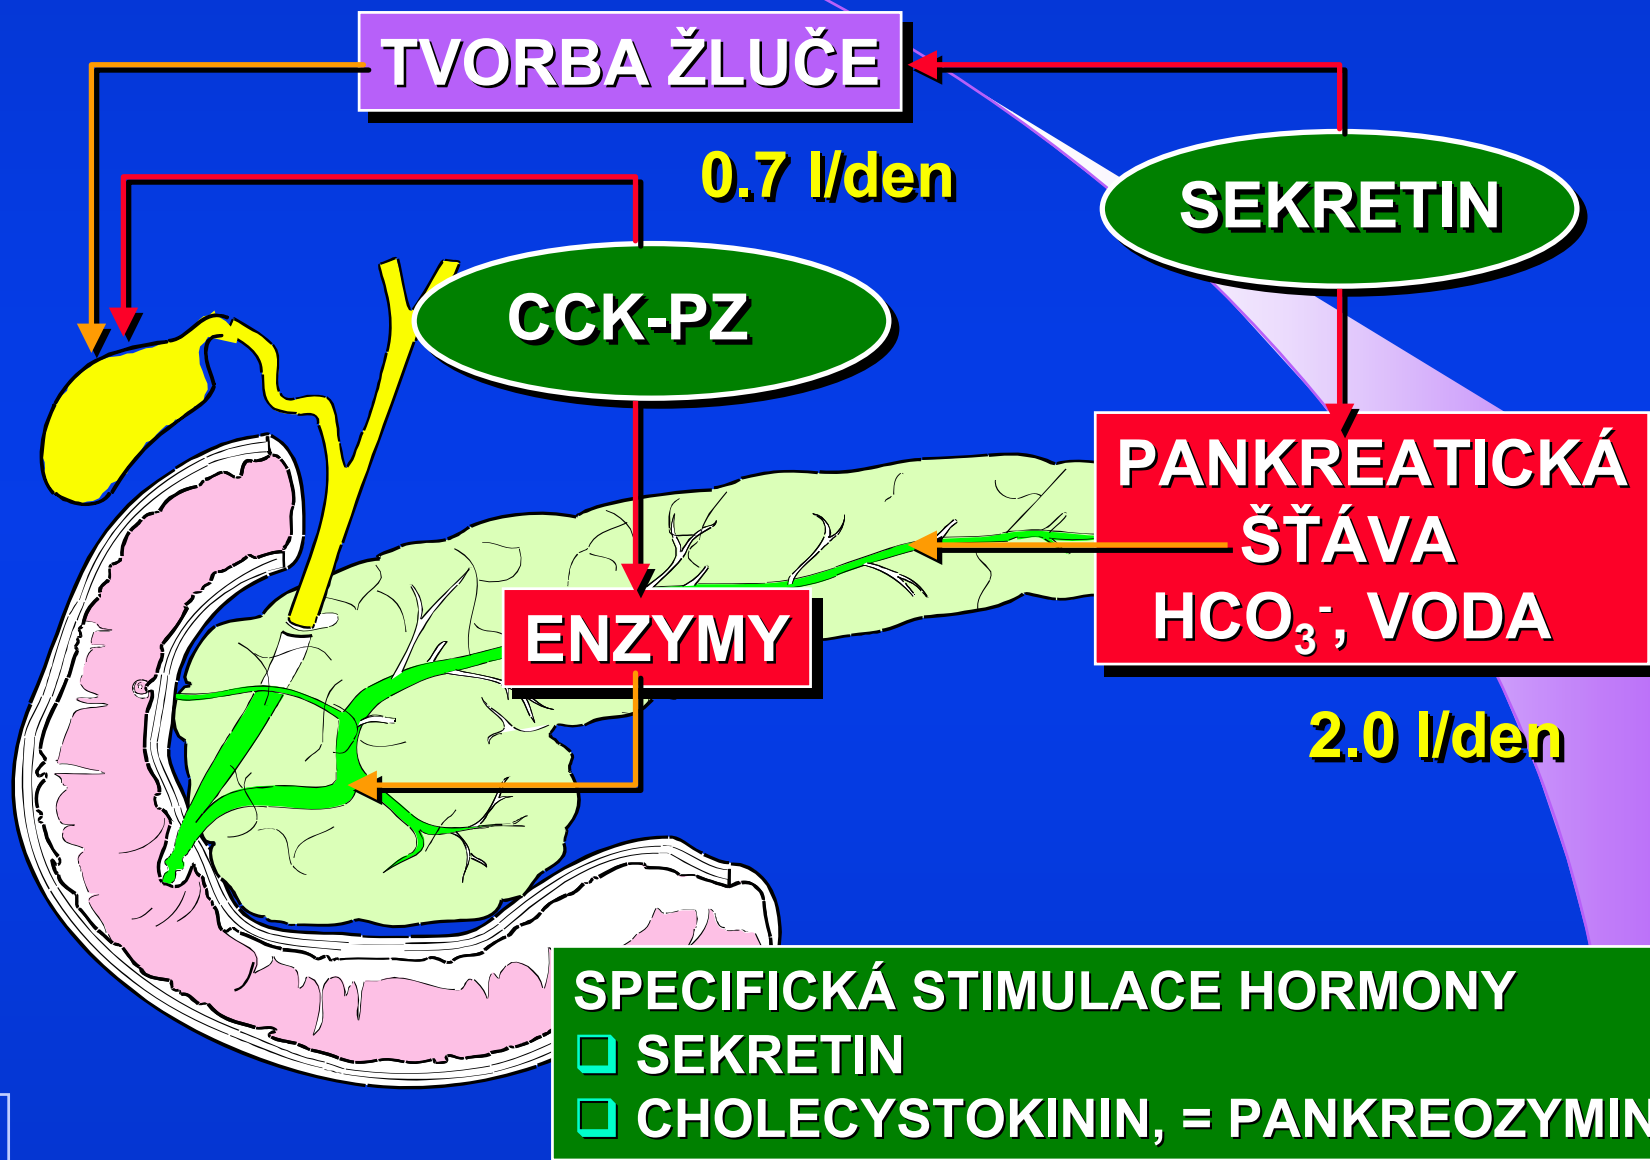 TVORBA ŽLUČE
0.7 l/den
SEKRETIN
CCK-PZ
PANKREATICKÁ
ŠŤÁVA
HCO₃⁻, VODA
ENZYMY
2.0 l/den
SPECIFICKÁ STIMULACE HORMONY
❑ SEKRETIN
❑ CHOLECYSTOKININ, = PANKREOZYMIN